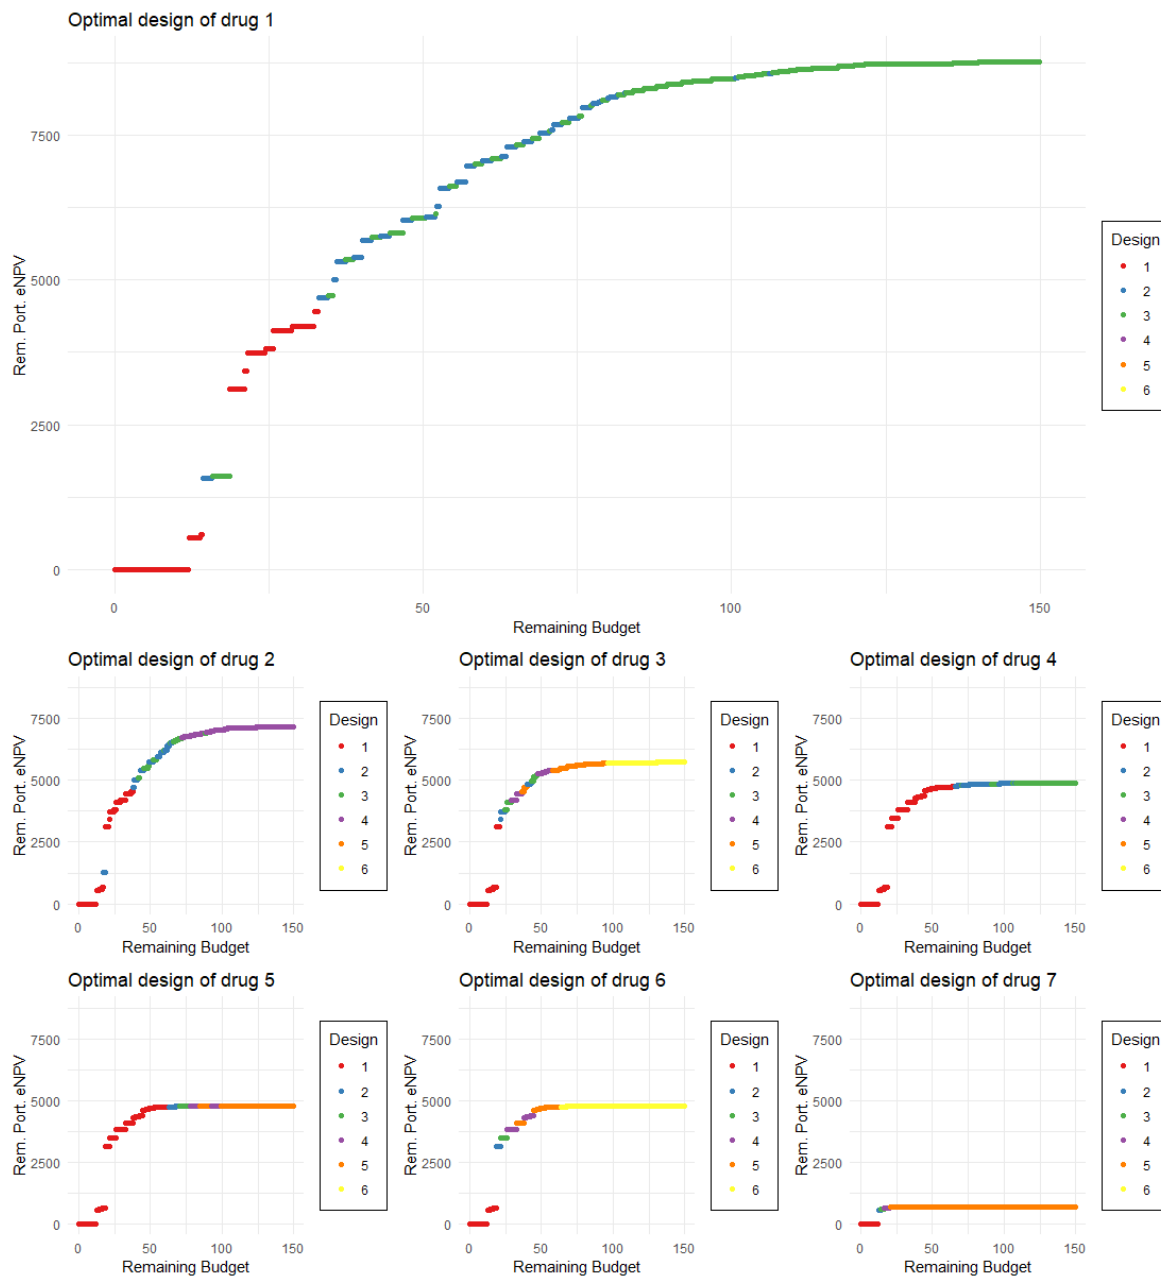 Optimal design of drug 1
Rem. Port. eNPV
7500
5000
2500
0
0 50 100 150
Remaining Budget
Design
1
2
3
4
5
6
Optimal design of drug 2
Rem. Port. eNPV
7500
5000
2500
0
0 50 100 150
Remaining Budget
Design
1
2
3
4
5
6
Optimal design of drug 3
Rem. Port. eNPV
7500
5000
2500
0
0 50 100 150
Remaining Budget
Design
1
2
3
4
5
6
Optimal design of drug 4
Rem. Port. eNPV
7500
5000
2500
0
0 50 100 150
Remaining Budget
Design
1
2
3
4
5
6
Optimal design of drug 5
Rem. Port. eNPV
7500
5000
2500
0
0 50 100 150
Remaining Budget
Design
1
2
3
4
5
6
Optimal design of drug 6
Rem. Port. eNPV
7500
5000
2500
0
0 50 100 150
Remaining Budget
Design
1
2
3
4
5
6
Optimal design of drug 7
Rem. Port. eNPV
7500
5000
2500
0
0 50 100 150
Remaining Budget
Design
1
2
3
4
5
6